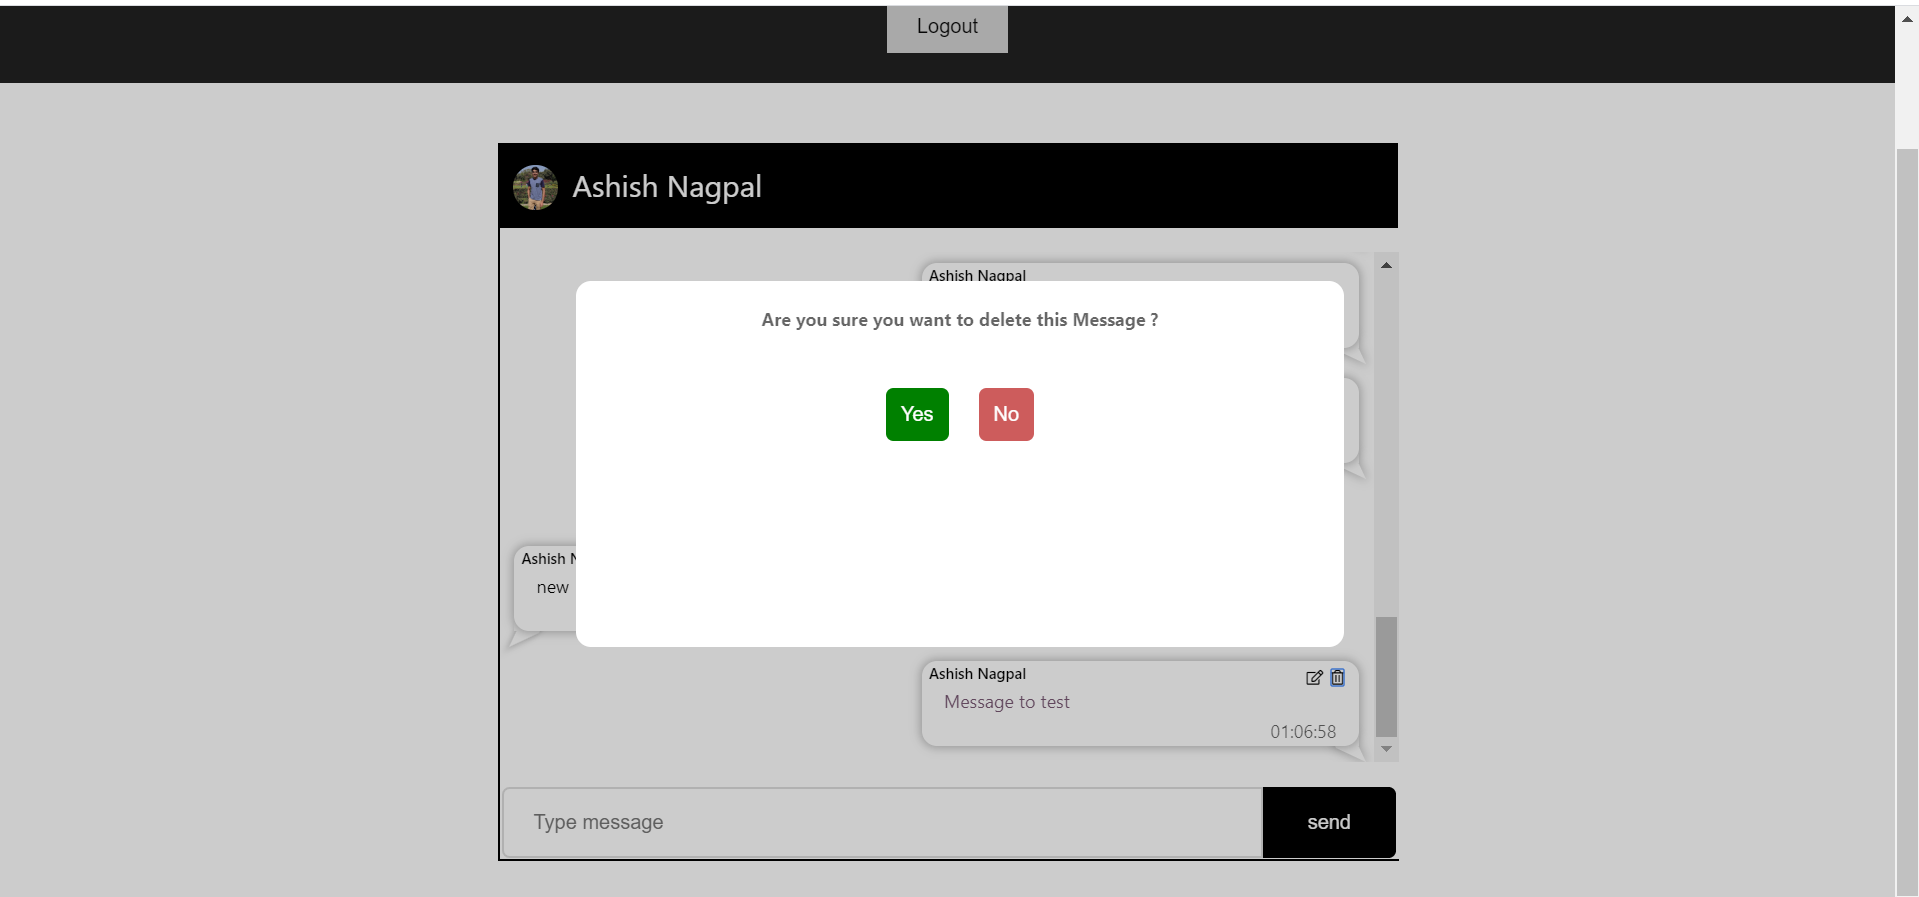 Logout
Ashish Nagpal
Ashish Nagpal
Are you sure you want to delete this Message ?
Yes No
Ashish
new
Ashish Nagpal
Message to test
01:06:58
Type message
send